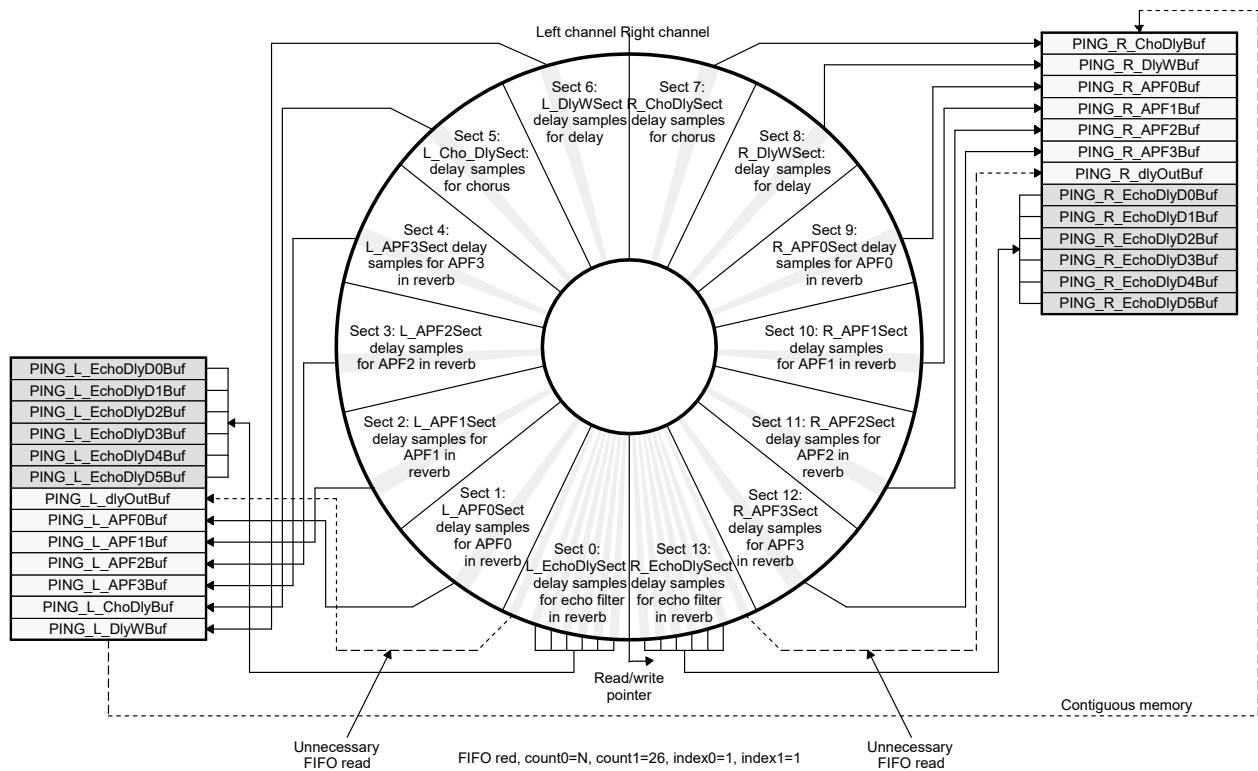 Left channel Right channel
Sect 6:
L_DlyWSect
delay samples
for delay
Sect 7:
R_ChoDlySect
delay samples
for chorus
Sect 5:
L_Cho_DlySect:
delay samples
for chorus
Sect 8:
R_DlyWSect:
delay samples
for delay
Sect 4:
L_APF3Sect delay
samples for APF3
in reverb
Sect 9:
R_APF0Sect delay
samples for APF0
in reverb
Sect 3: L_APF2Sect
delay samples
for APF2 in reverb
Sect 10: R_APF1Sect
delay samples
for APF1 in reverb
Sect 2: L_APF1Sect
delay samples for
APF1 in
reverb
Sect 11: R_APF2Sect
delay samples for
APF2 in
reverb
Sect 1:
L_APF0Sect
delay samples
for APF0
in reverb
Sect 12:
R_APF3Sect
delay samples
for APF3
in reverb
Sect 0:
L_EchoDlySect
delay samples
for echo filter
in reverb
Sect 13:
R_EchoDlySect
delay samples
for echo filter
in reverb
PING_R_ChoDlyBuf
PING_R_DlyWBuf
PING_R_APF0Buf
PING_R_APF1Buf
PING_R_APF2Buf
PING_R_APF3Buf
PING_R_dlyOutBuf
PING_R_EchoDlyD0Buf
PING_R_EchoDlyD1Buf
PING_R_EchoDlyD2Buf
PING_R_EchoDlyD3Buf
PING_R_EchoDlyD4Buf
PING_R_EchoDlyD5Buf
PING_L_EchoDlyD0Buf
PING_L_EchoDlyD1Buf
PING_L_EchoDlyD2Buf
PING_L_EchoDlyD3Buf
PING_L_EchoDlyD4Buf
PING_L_EchoDlyD5Buf
PING_L_dlyOutBuf
PING_L_APF0Buf
PING_L_APF1Buf
PING_L_APF2Buf
PING_L_APF3Buf
PING_L_ChoDlyBuf
PING_L_DlyWBuf
Read/write
pointer
Contiguous memory
Unnecessary
FIFO read
FIFO red, count0=N, count1=26, index0=1, index1=1
Unnecessary
FIFO read